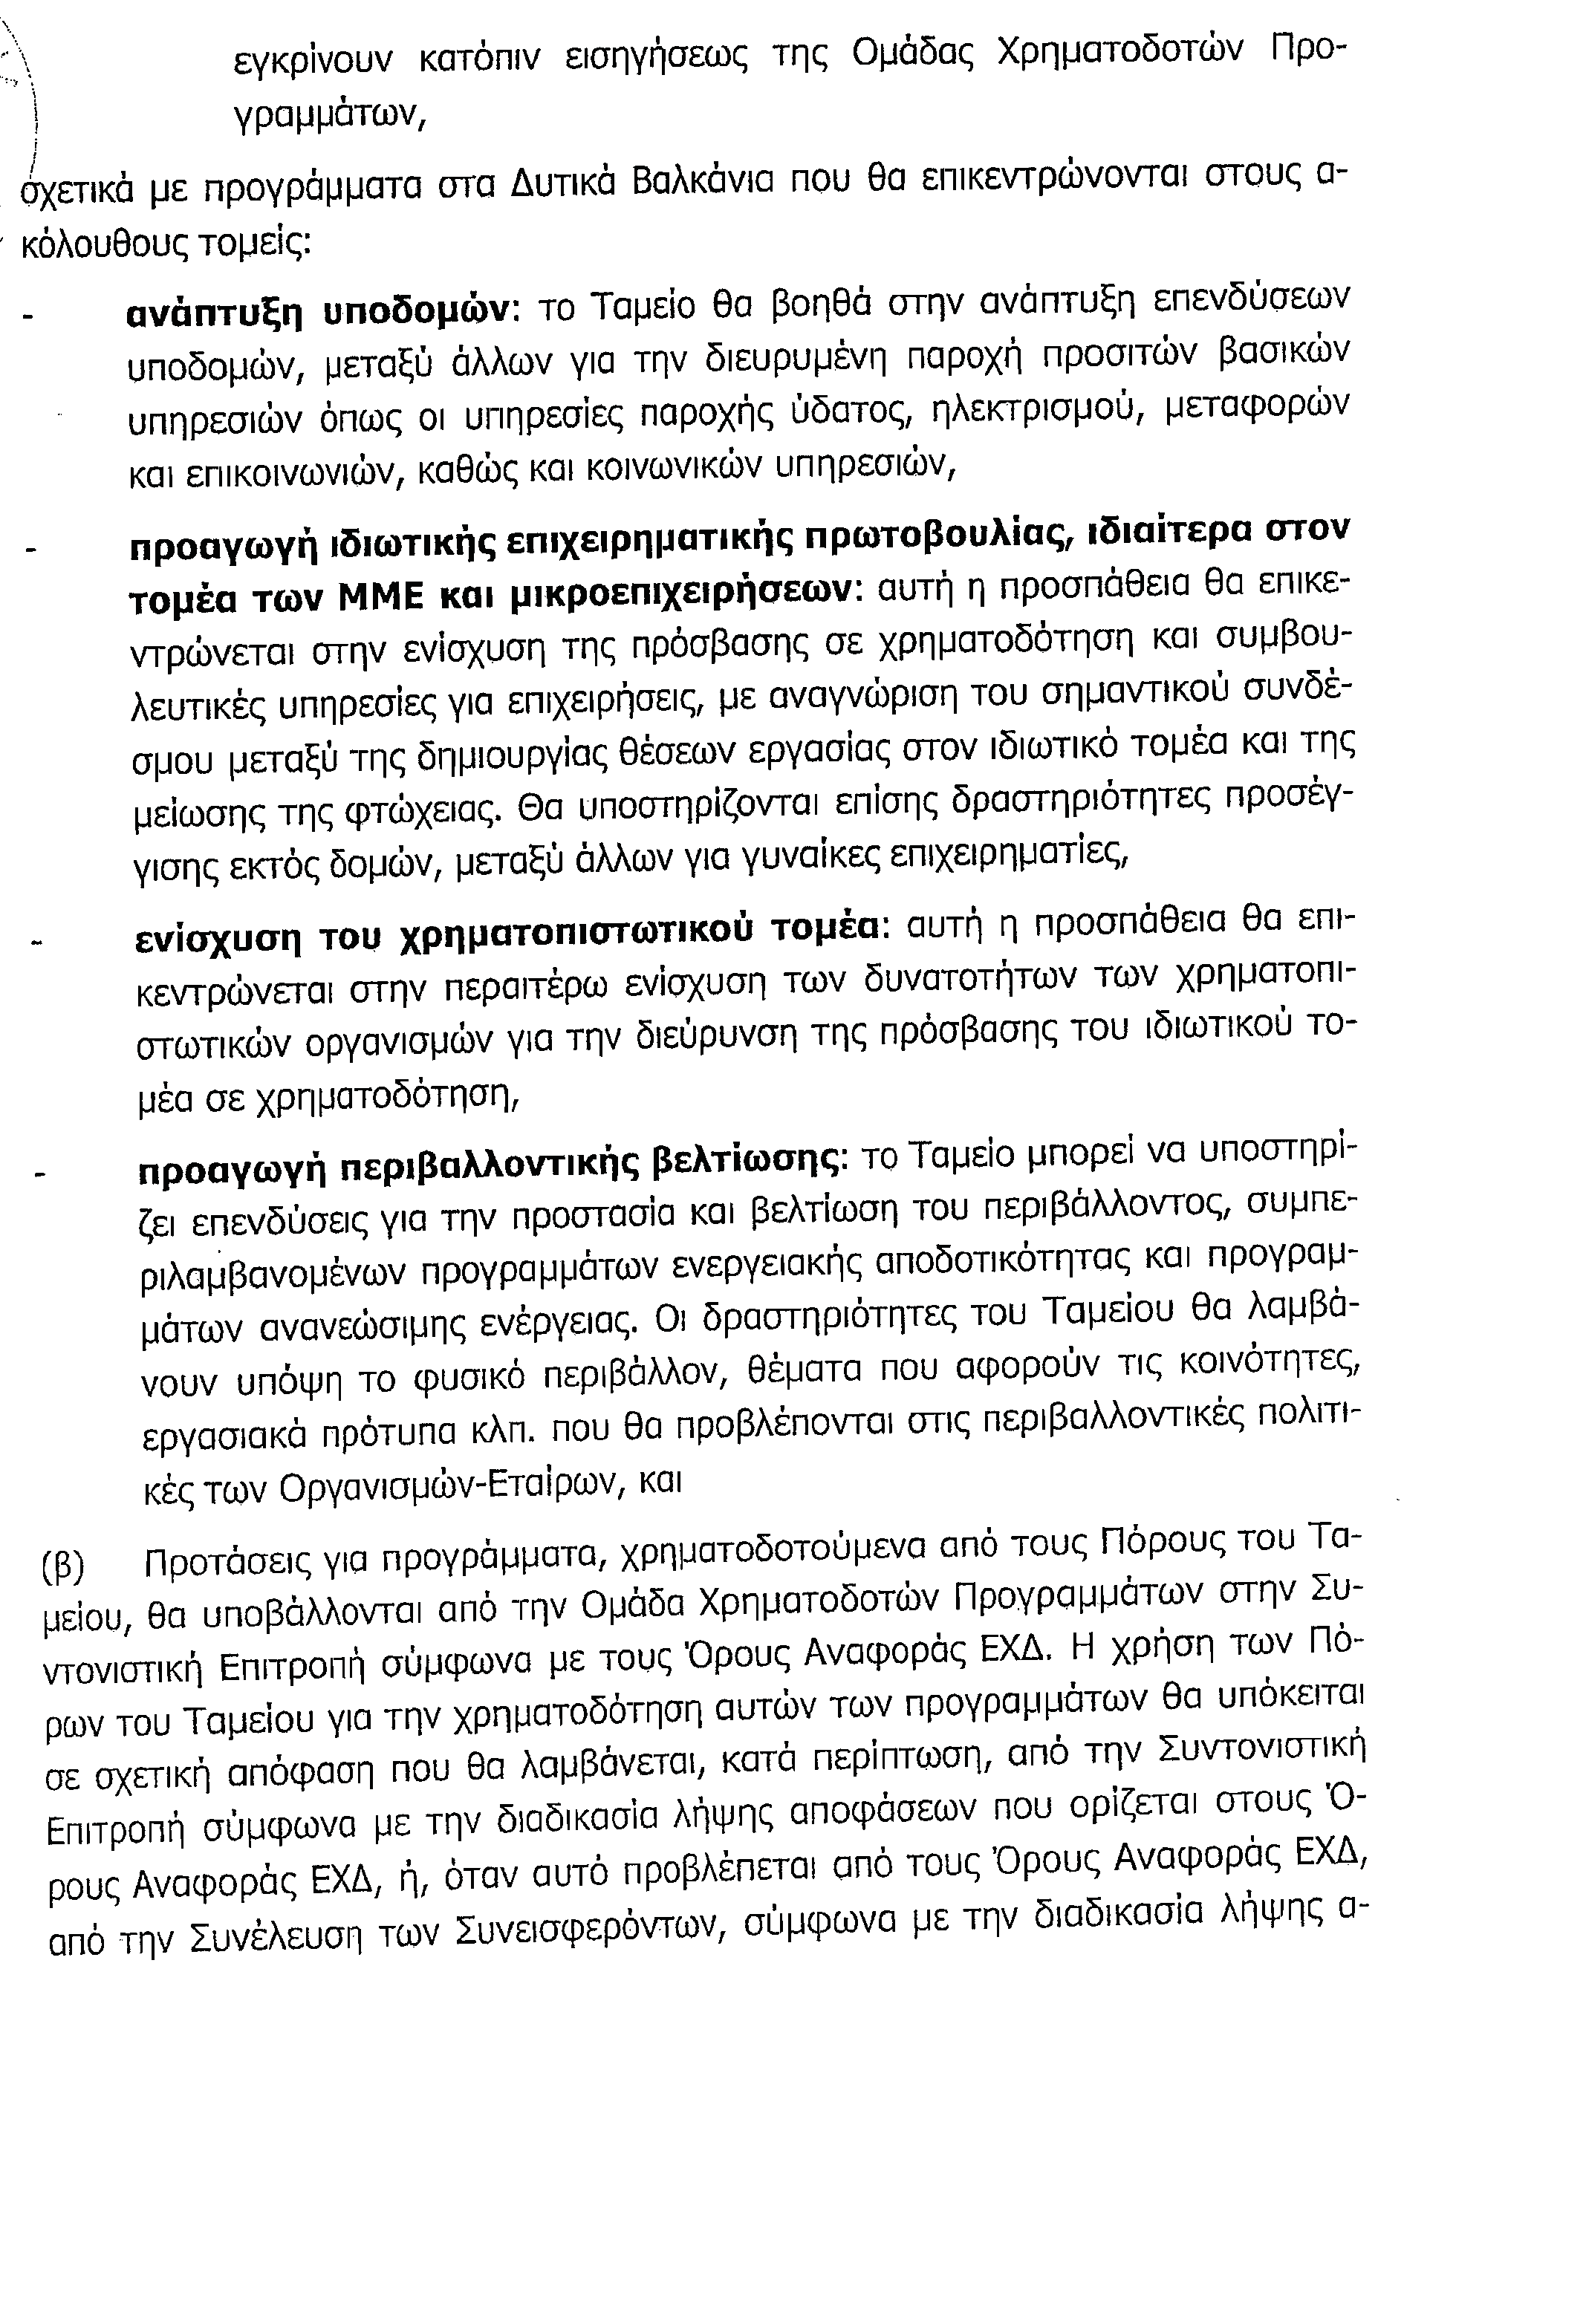 εγκρίνουν κατόπιν εισηγήσεως της Ομάδας Χρηματοδοτών Προ-
γραμμάτων,
σχετικά με προγράμματα στα Δυτικά Βαλκάνια που θα επικεντρώνονται στους α-
κόλουθους τομείς:
- ανάπτυξη υποδομών: το Ταμείο θα βοηθά στην ανάπτυξη επενδύσεων
υποδομών, μεταξύ άλλων για την διευρυμένη παροχή προσιτών βασικών
υπηρεσιών όπως οι υπηρεσίες παροχής ύδατος, ηλεκτρισμού, μεταφορών
και επικοινωνιών, καθώς και κοινωνικών υπηρεσιών,
- προαγωγή ιδιωτικής επιχειρηματικής πρωτοβουλίας, ιδιαίτερα στον
τομέα των ΜΜΕ και μικροεπιχειρήσεων: αυτή η προσπάθεια θα επικε-
ντρώνεται στην ενίσχυση της πρόσβασης σε χρηματοδότηση και συμβου-
λευτικές υπηρεσίες για επιχειρήσεις, με αναγνώριση του σημαντικού συνδέ-
σμου μεταξύ της δημιουργίας θέσεων εργασίας στον ιδιωτικό τομέα και της
μείωσης της φτώχειας. Θα υποστηρίζονται επίσης δραστηριότητες προσέγ-
γισης εκτός δομών, μεταξύ άλλων για γυναίκες επιχειρηματίες,
- ενίσχυση του χρηματοπιστωτικού τομέα: αυτή η προσπάθεια θα επι-
κεντρώνεται στην περαιτέρω ενίσχυση των δυνατοτήτων των χρηματοπι-
στωτικών οργανισμών για την διεύρυνση της πρόσβασης του ιδιωτικού το-
μέα σε χρηματοδότηση,
- προαγωγή περιβαλλοντικής βελτίωσης: το Ταμείο μπορεί να υποστηρί-
ζει επενδύσεις για την προστασία και βελτίωση του περιβάλλοντος, συμπε-
ριλαμβανομένων προγραμμάτων ενεργειακής αποδοτικότητας και προγραμ-
μάτων ανανεώσιμης ενέργειας. Οι δραστηριότητες του Ταμείου θα λαμβά-
νουν υπόψη το φυσικό περιβάλλον, θέματα που αφορούν τις κοινότητες,
εργασιακά πρότυπα κλπ. που θα προβλέπονται στις περιβαλλοντικές πολιτι-
κές των Οργανισμών-Εταίρων, και
(β) Προτάσεις για προγράμματα, χρηματοδοτούμενα από τους Πόρους του Τα-
μείου, θα υποβάλλονται από την Ομάδα Χρηματοδοτών Προγραμμάτων στην Συ-
ντονιστική Επιτροπή σύμφωνα με τους Όρους Αναφοράς ΕΧΔ. Η χρήση των Πό-
ρων του Ταμείου για την χρηματοδότηση αυτών των προγραμμάτων θα υπόκειται
σε σχετική απόφαση που θα λαμβάνεται, κατά περίπτωση, από την Συντονιστική
Επιτροπή σύμφωνα με την διαδικασία λήψης αποφάσεων που ορίζεται στους Ό-
ρους Αναφοράς ΕΧΔ, ή, όταν αυτό προβλέπεται από τους Όρους Αναφοράς ΕΧΔ,
από την Συνέλευση των Συνεισφερόντων, σύμφωνα με την διαδικασία λήψης α-